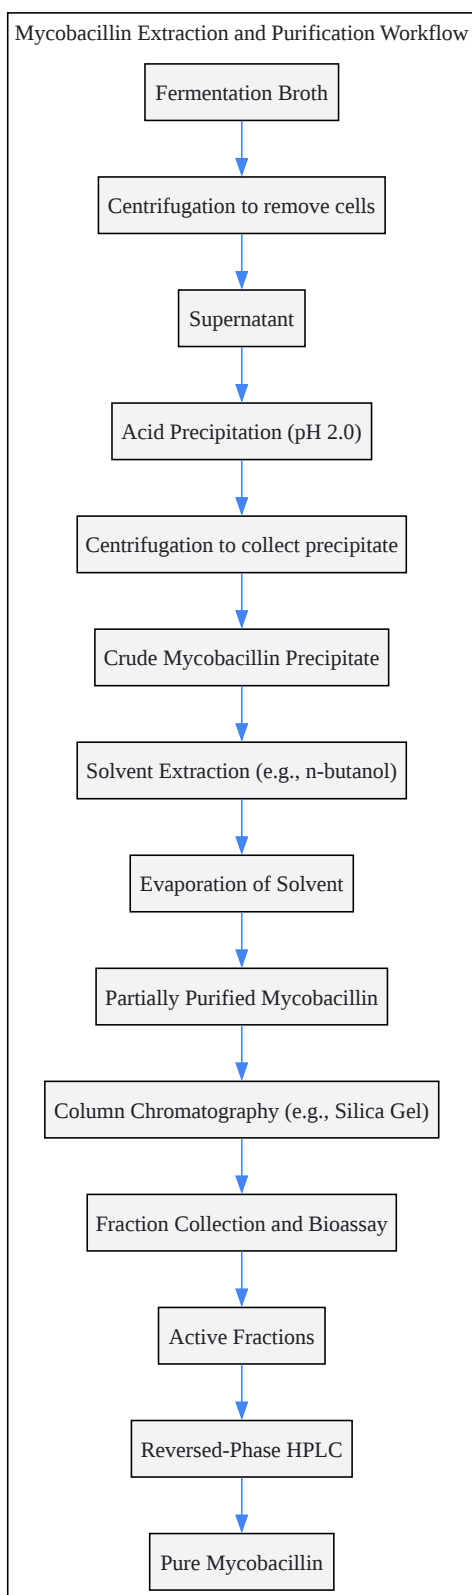 Mycobacillin Extraction and Purification Workflow
Fermentation Broth
Centrifugation to remove cells
Supernatant
Acid Precipitation (pH 2.0)
Centrifugation to collect precipitate
Crude Mycobacillin Precipitate
Solvent Extraction (e.g., n-butanol)
Evaporation of Solvent
Partially Purified Mycobacillin
Column Chromatography (e.g., Silica Gel)
Fraction Collection and Bioassay
Active Fractions
Reversed-Phase HPLC
Pure Mycobacillin